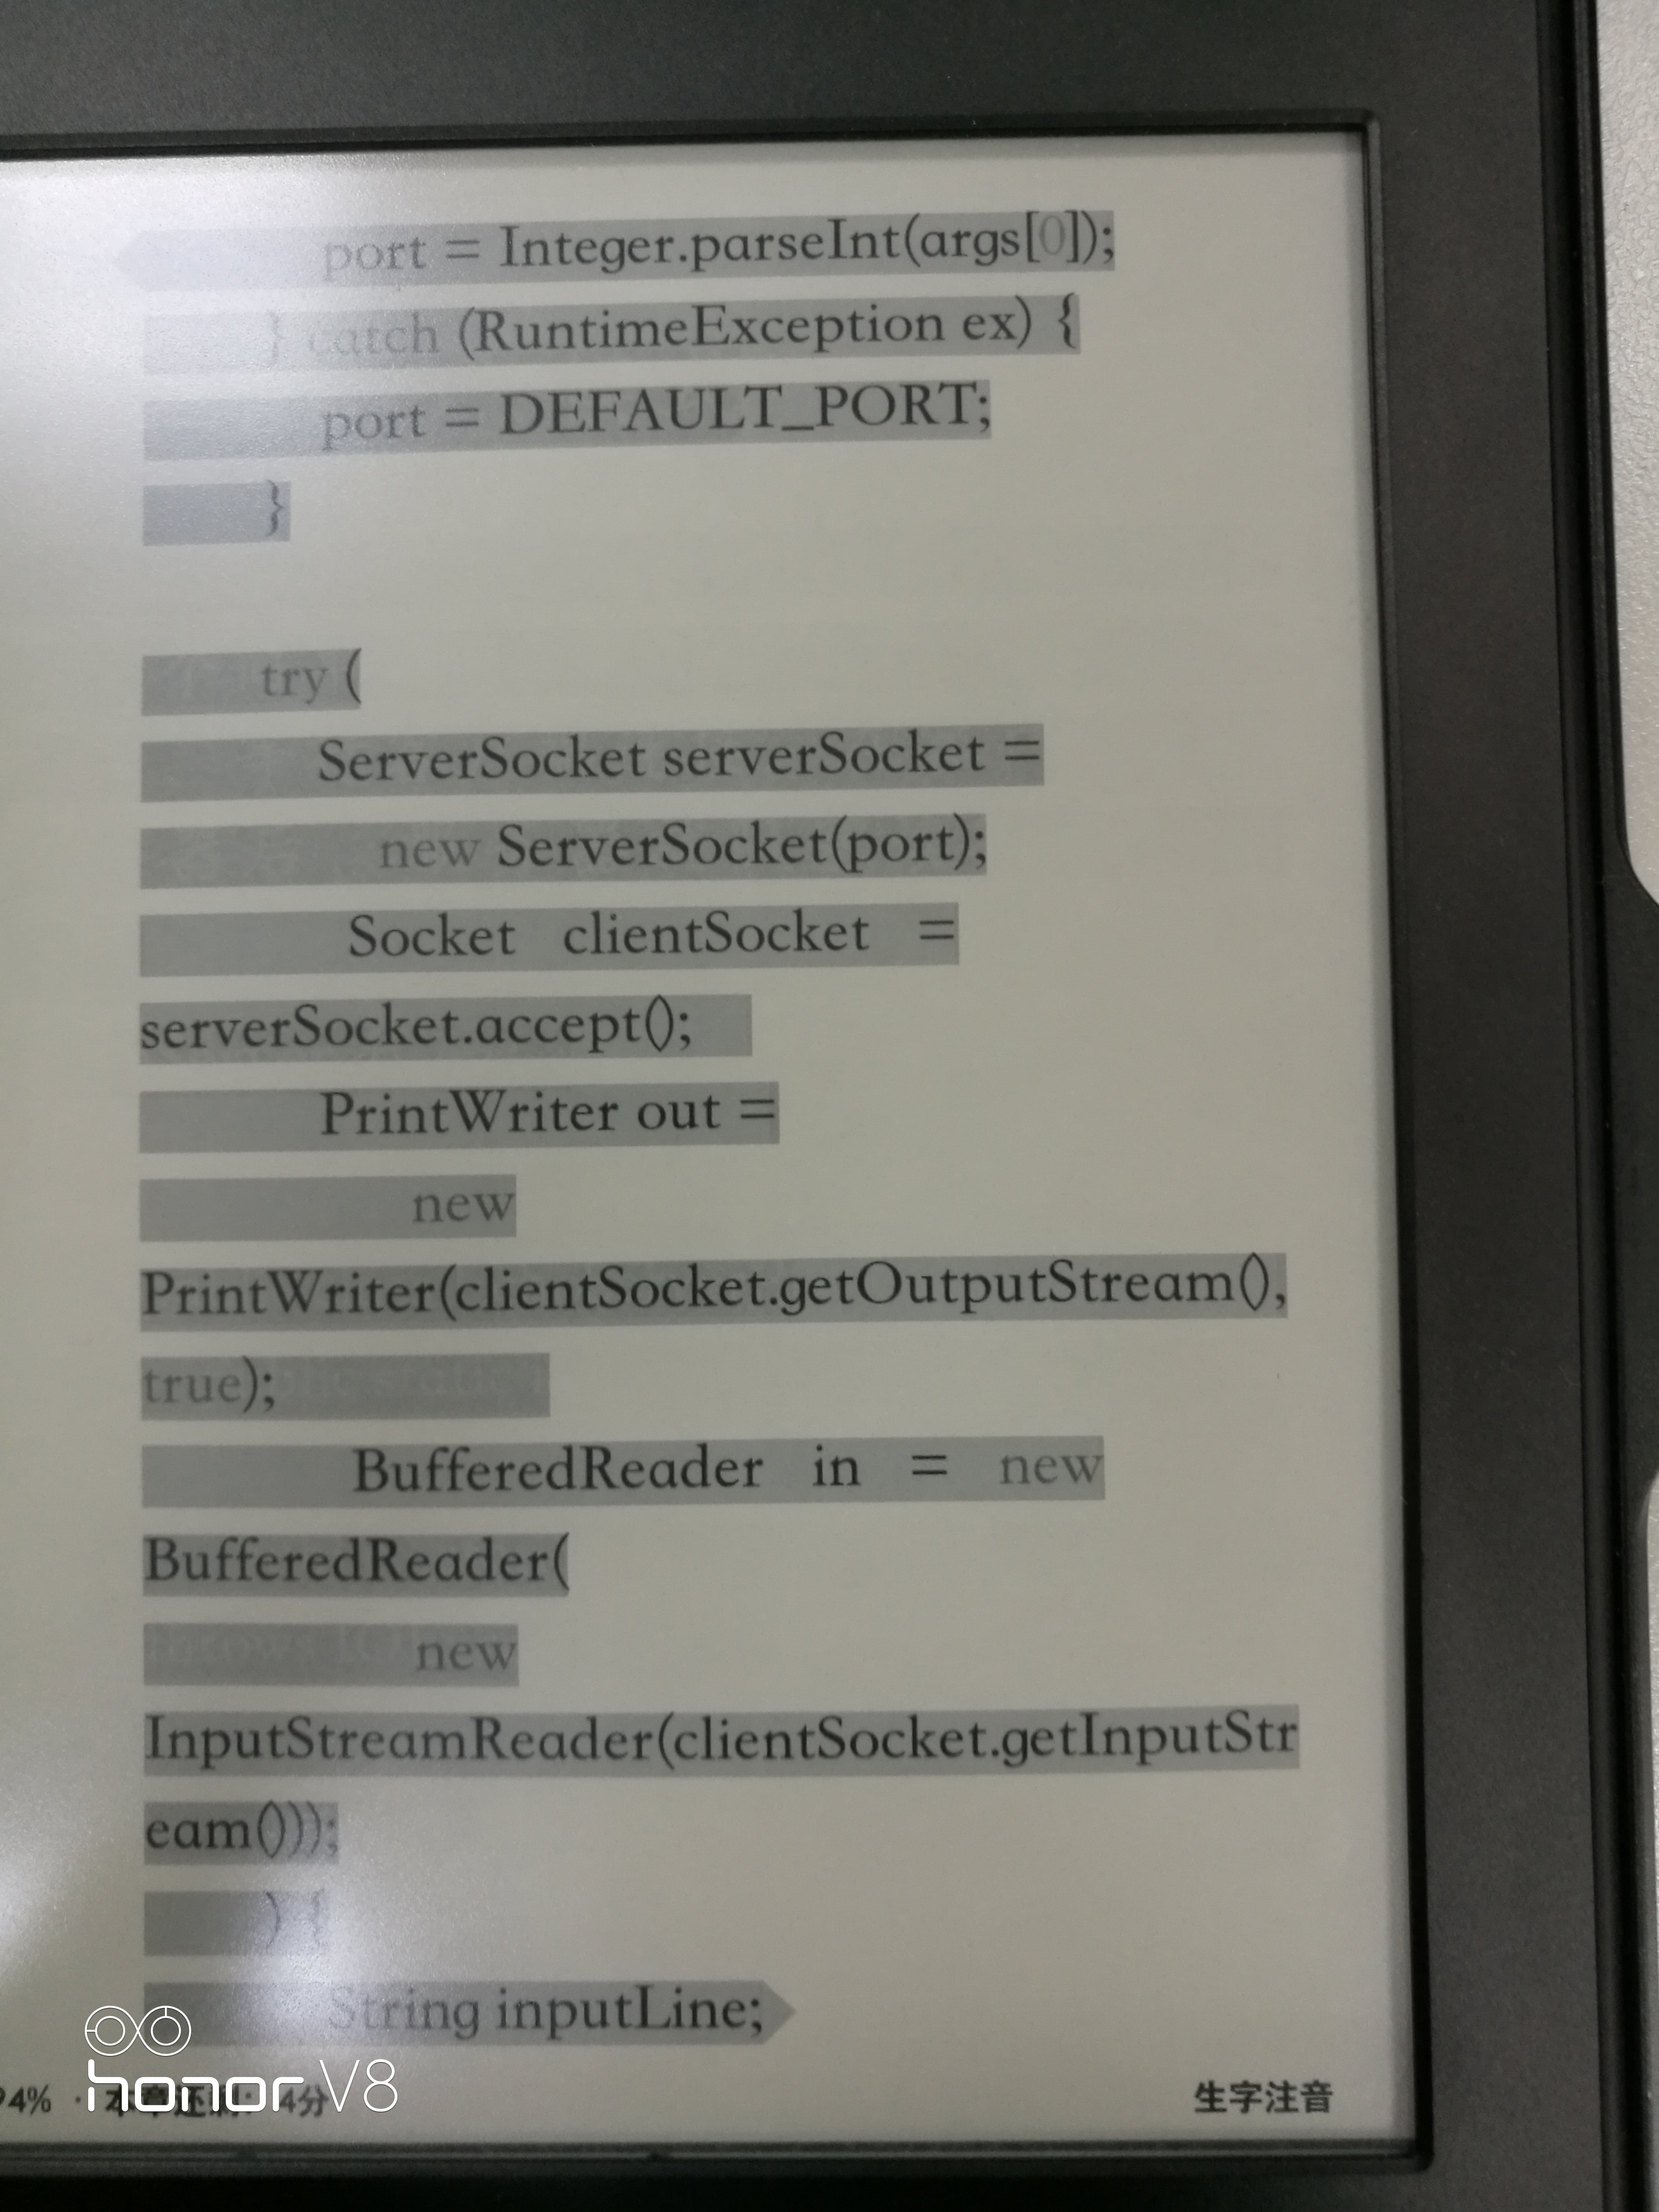 port = Integer.parseInt(args[0]);
} catch (RuntimeException ex) {
port = DEFAULT_PORT;
}
try (
ServerSocket serverSocket =
new ServerSocket(port);
Socket clientSocket =
serverSocket.accept();
PrintWriter out =
new
PrintWriter(clientSocket.getOutputStream(),
true);
BufferedReader in = new
BufferedReader(
new
InputStreamReader(clientSocket.getInputStr
eam()));
) {
String inputLine;
94% · 本章还剩: 4分 生字注音
honor V8